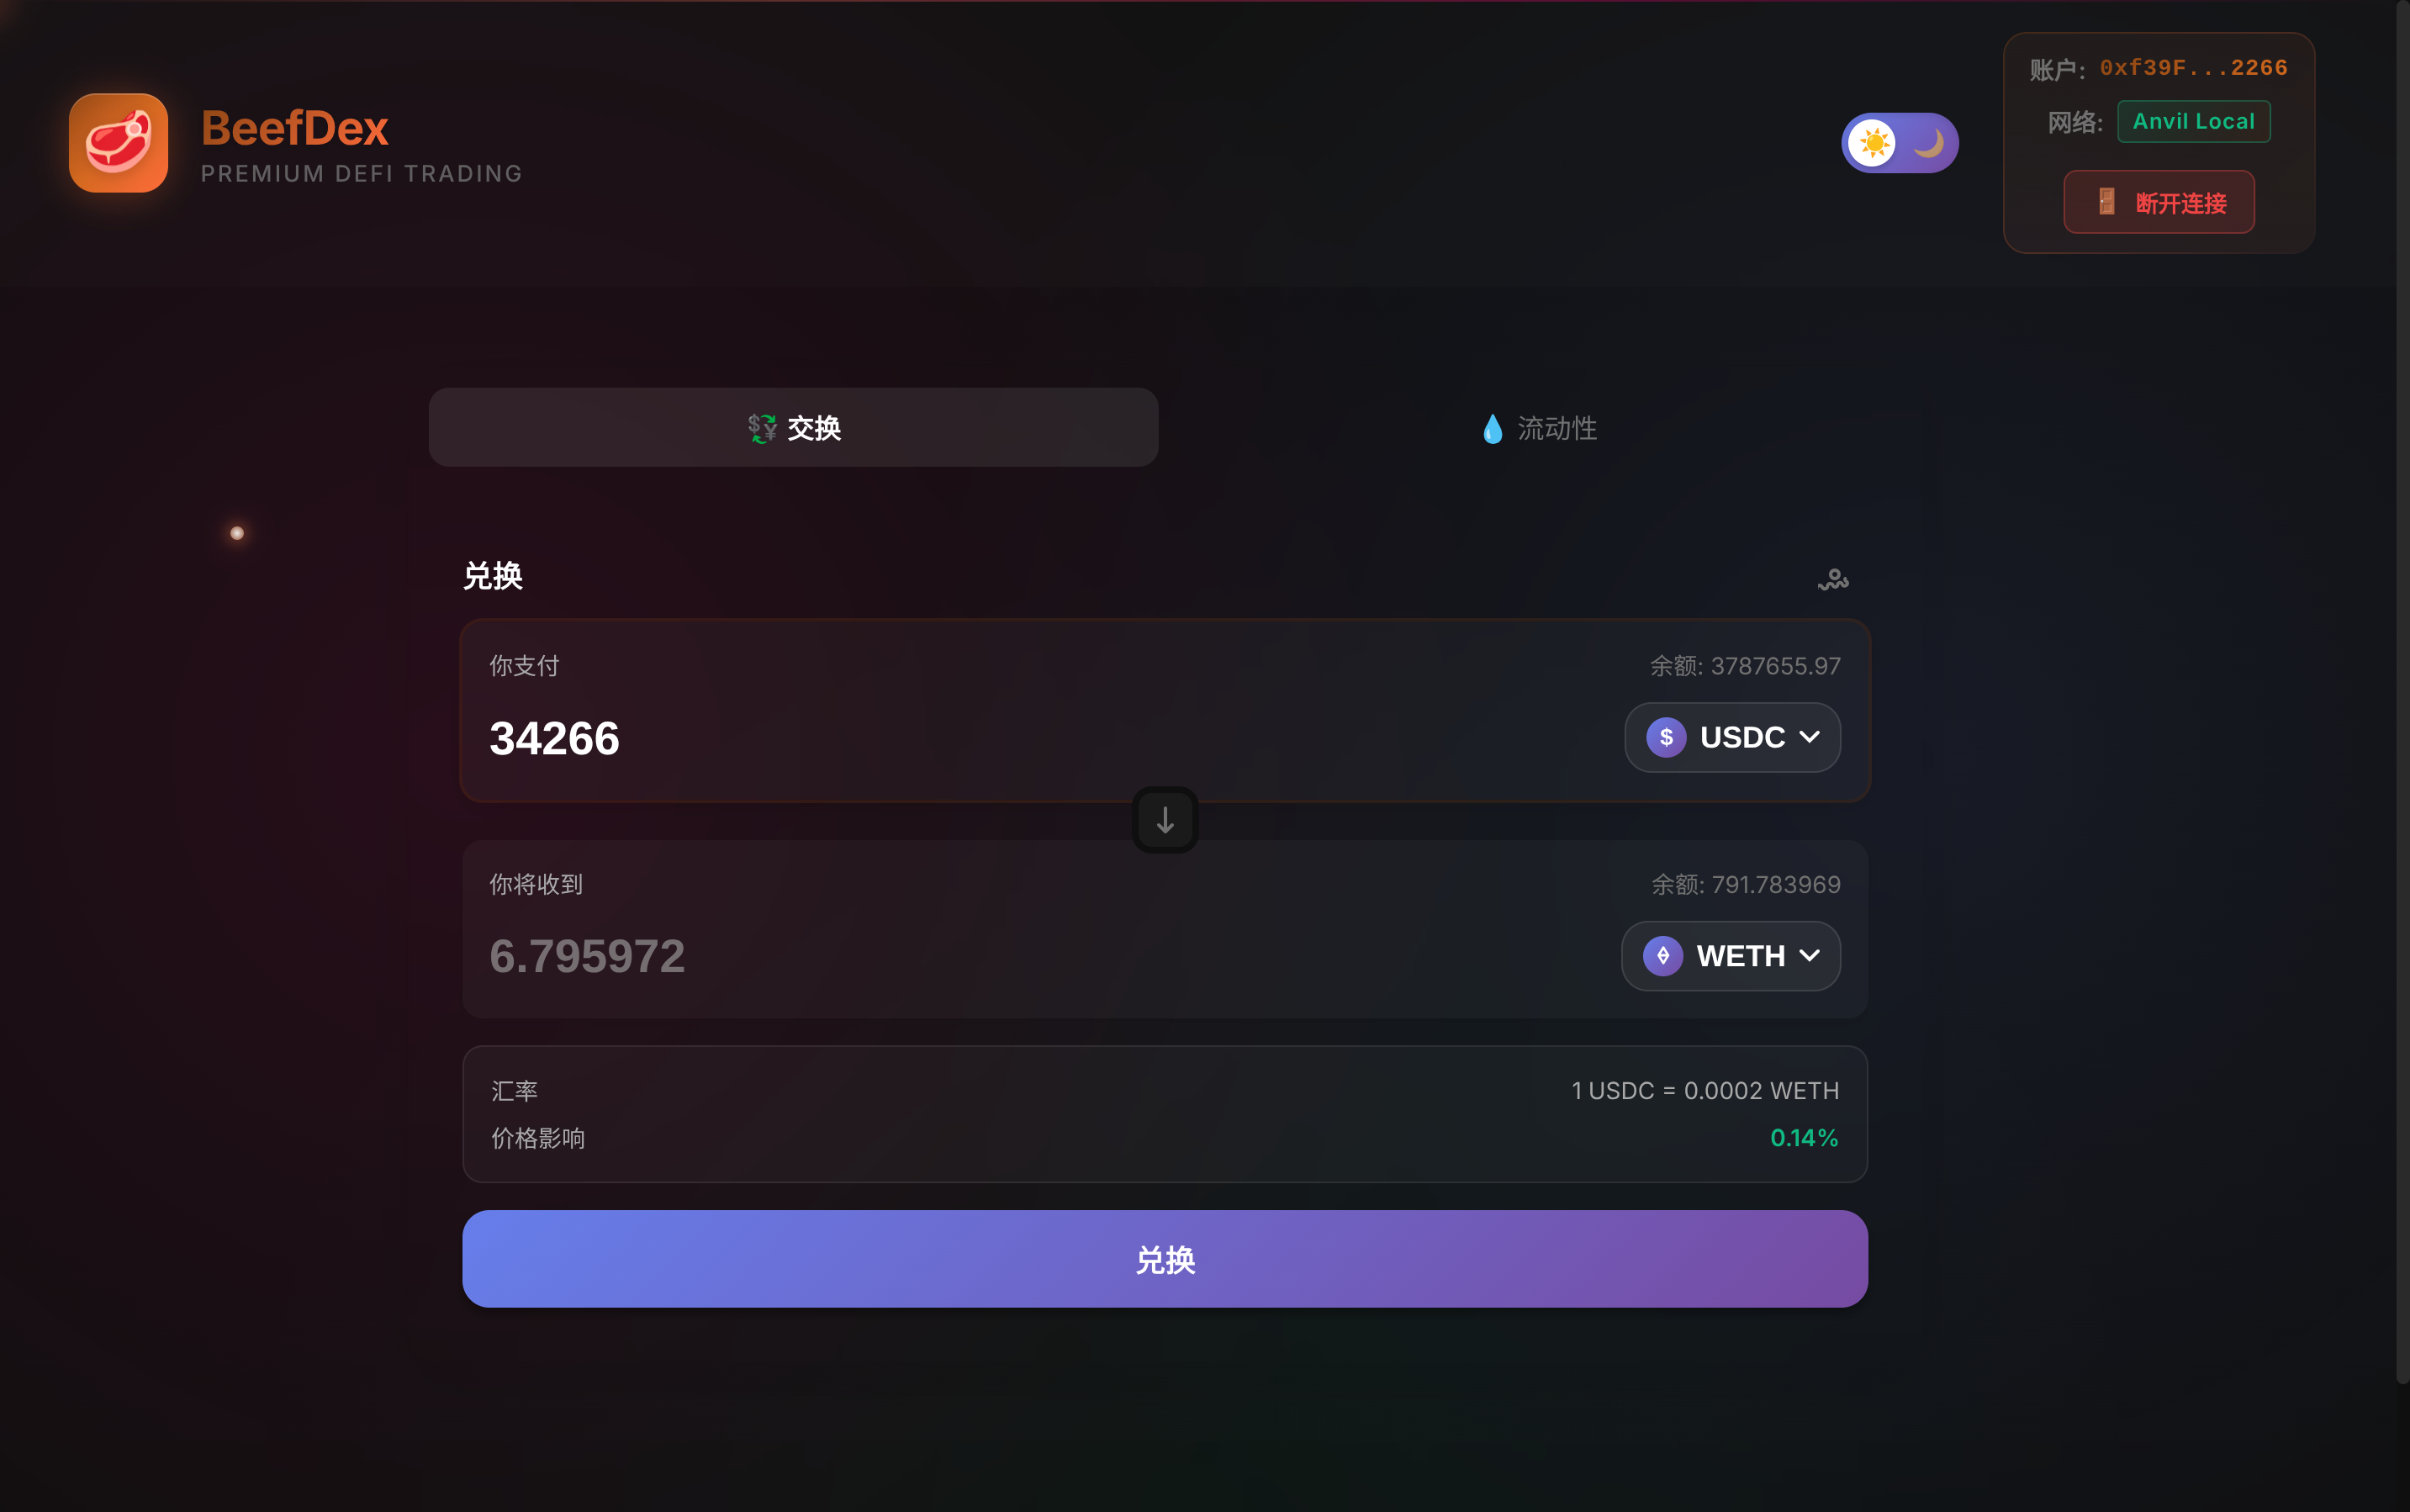 BeefDex
PREMIUM DEFI TRADING
账户: 0xf39F...2266
网络: Anvil Local
断开连接
交换
流动性
兑换
你支付
余额: 3787655.97
34266
$ USDC
你将收到
余额: 791.783969
6.795972
WETH
汇率
1 USDC = 0.0002 WETH
价格影响
0.14%
兑换